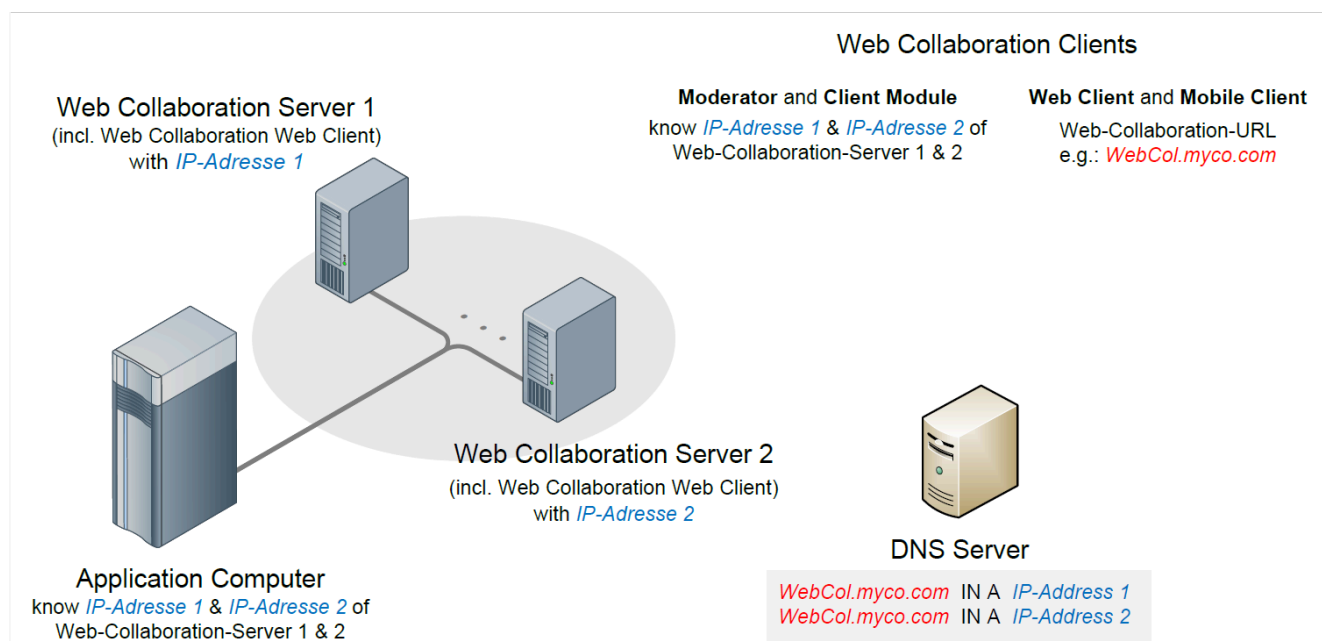 Web Collaboration Clients
Web Collaboration Server 1
(incl. Web Collaboration Web Client)
with IP-Adresse 1
Moderator and Client Module
know IP-Adresse 1 & IP-Adresse 2 of
Web-Collaboration-Server 1 & 2
Web Client and Mobile Client
Web-Collaboration-URL
e.g.: WebCol.myco.com
Web Collaboration Server 2
(incl. Web Collaboration Web Client)
with IP-Adresse 2
Application Computer
know IP-Adresse 1 & IP-Adresse 2 of
Web-Collaboration-Server 1 & 2
DNS Server
WebCol.myco.com IN A IP-Address 1
WebCol.myco.com IN A IP-Address 2